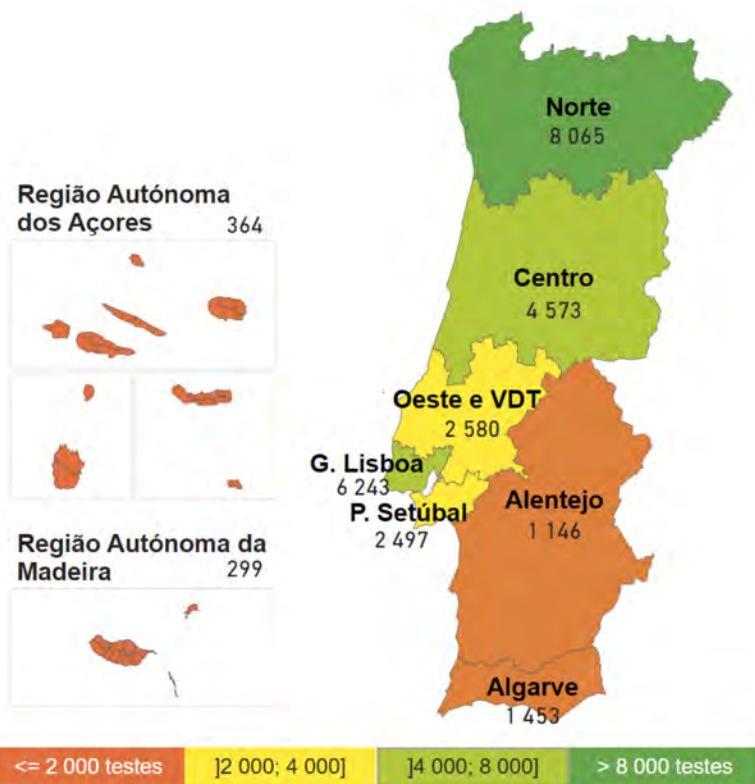 Norte
8 065
Região Autónoma
dos Açores 364
Centro
4 573
Oeste e VDT
2 580
G. Lisboa
6 243
P. Setúbal
2 497
Alentejo
1 146
Região Autónoma da
Madeira 299
Algarve
1 453
<= 2 000 testes ]2 000; 4 000] ]4 000; 8 000] > 8 000 testes